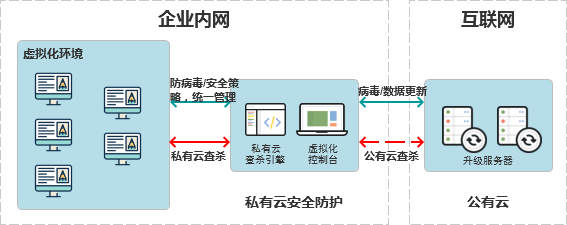 企业内网
互联网
虚拟化环境
防病毒/安全策
略，统一管理
私有云查杀
私有云
查杀引擎
虚拟化
控制台
私有云安全防护
病毒/数据更新
公有云查杀
升级服务器
公有云